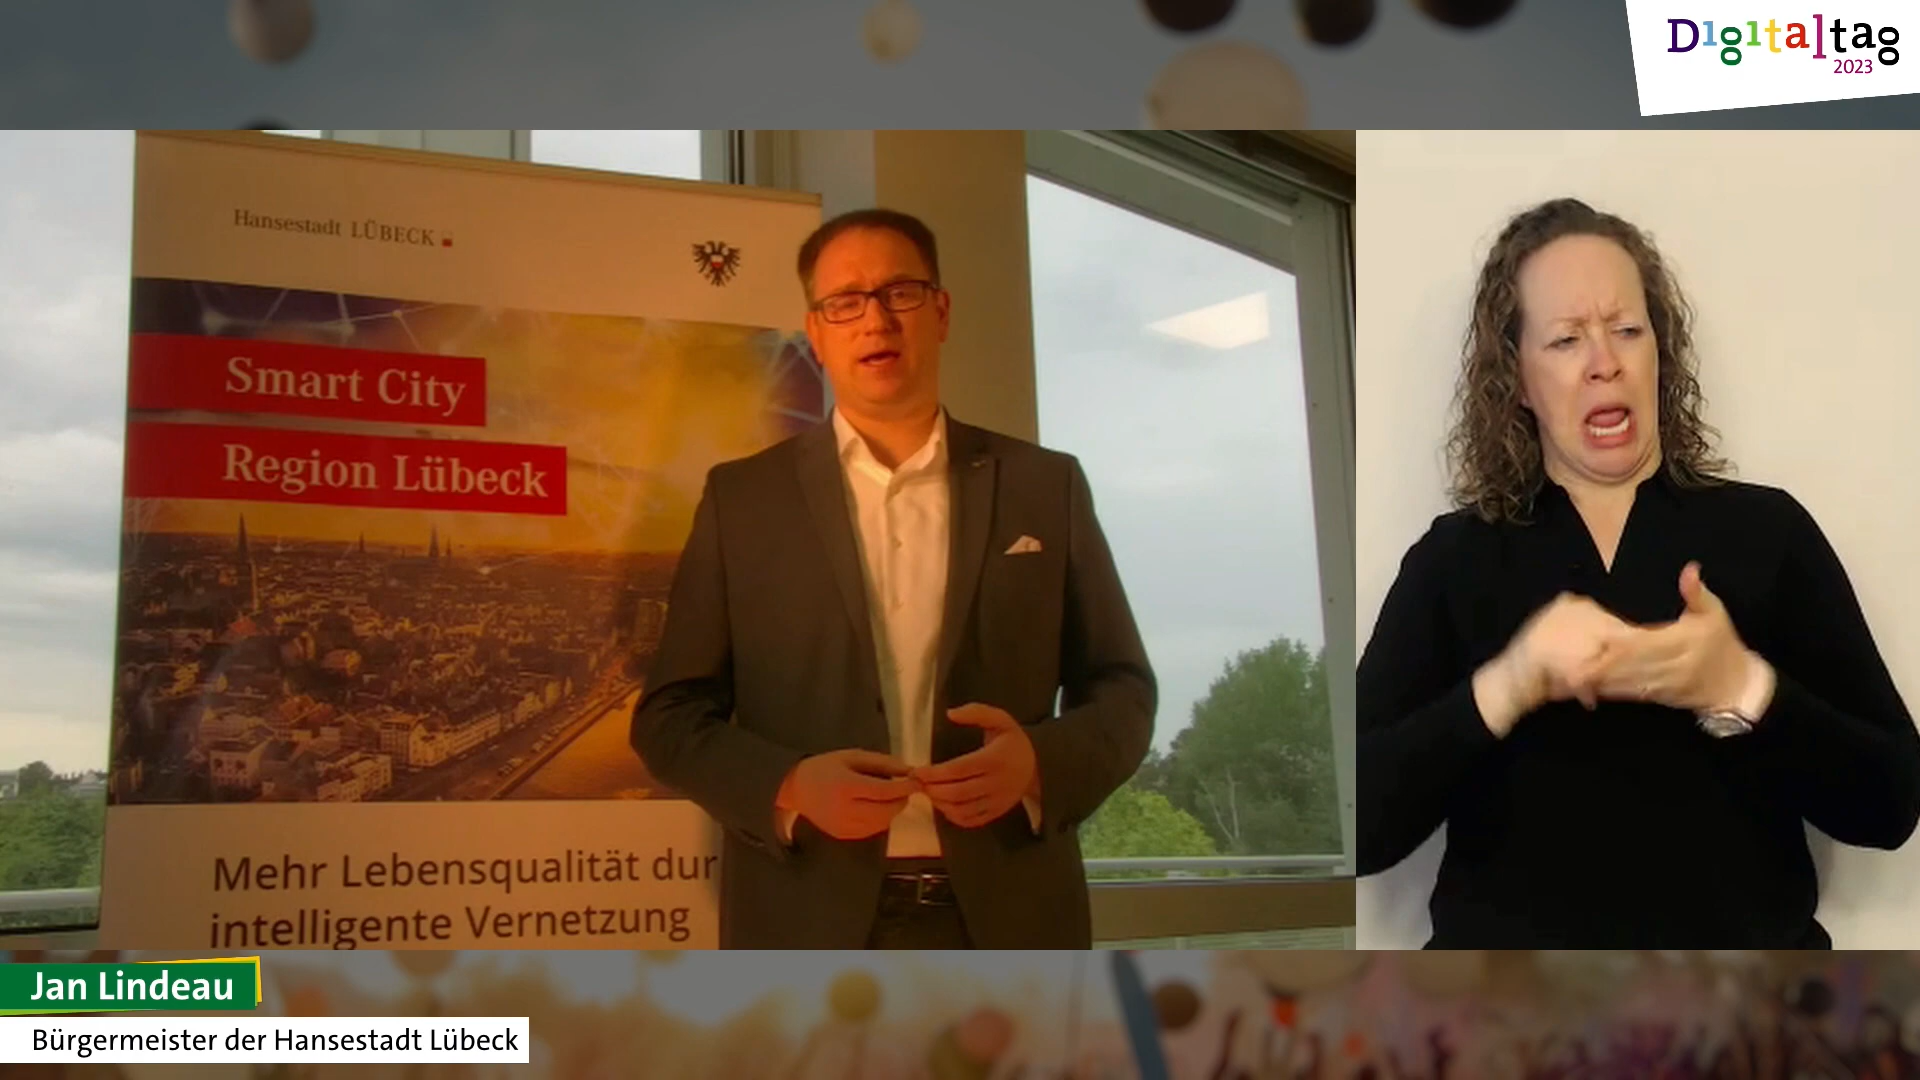 Digitaltag
2023
Hansestadt LÜBECK
Smart City
Region Lübeck
Mehr Lebensqualität dur
intelligente Vernetzung
Jan Lindeau
Bürgermeister der Hansestadt Lübeck